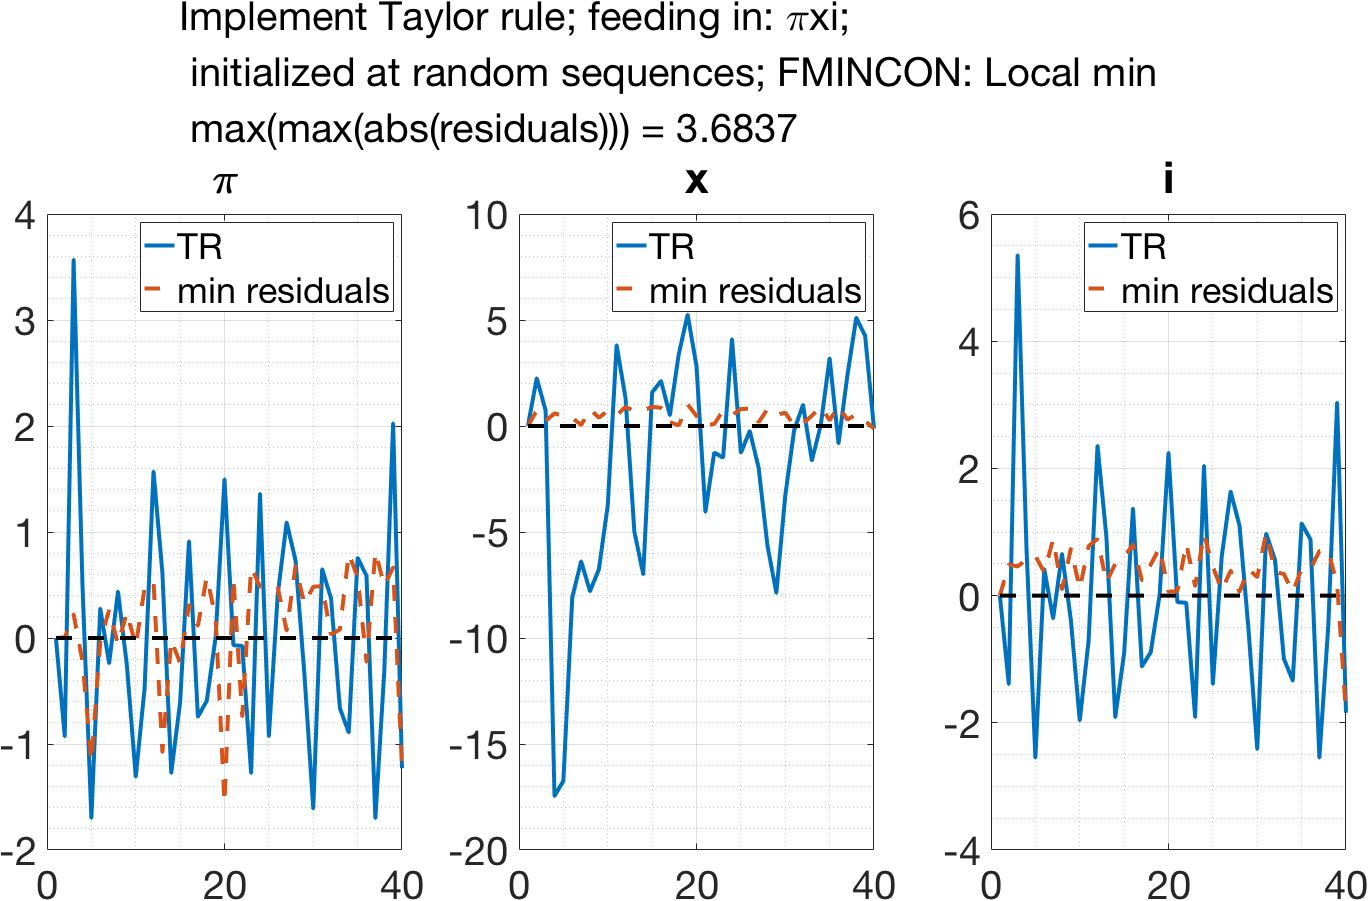 Implement Taylor rule; feeding in: πxi;
initialized at random sequences; FMINCON: Local min
max(max(abs(residuals))) = 3.6837
π
4
3
2
1
0
-1
-2
0
20
40
TR
min residuals
x
10
5
0
-5
-10
-15
-20
0
20
40
TR
min residuals
i
6
4
2
0
-2
-4
0
20
40
TR
min residuals